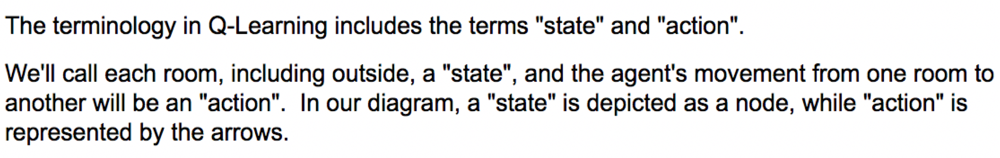 The terminology in Q-Learning includes the terms "state" and "action".
We'll call each room, including outside, a "state", and the agent's movement from one room to
another will be an "action".  In our diagram, a "state" is depicted as a node, while "action" is
represented by the arrows.